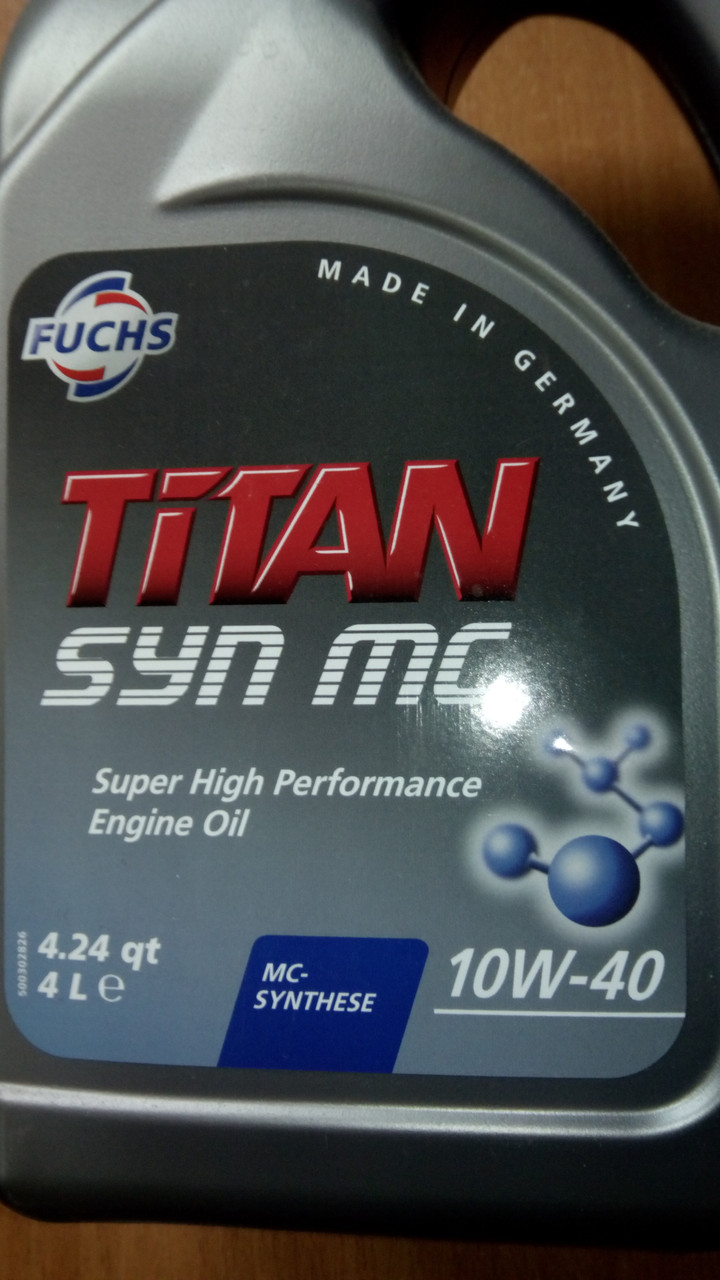 MADE IN GERMANY
FUCHS
TiTAN
SYN MC
Super High Performance
Engine Oil
500302826
4.24 qt
4 L e
MC-
SYNTHESE
10W-40